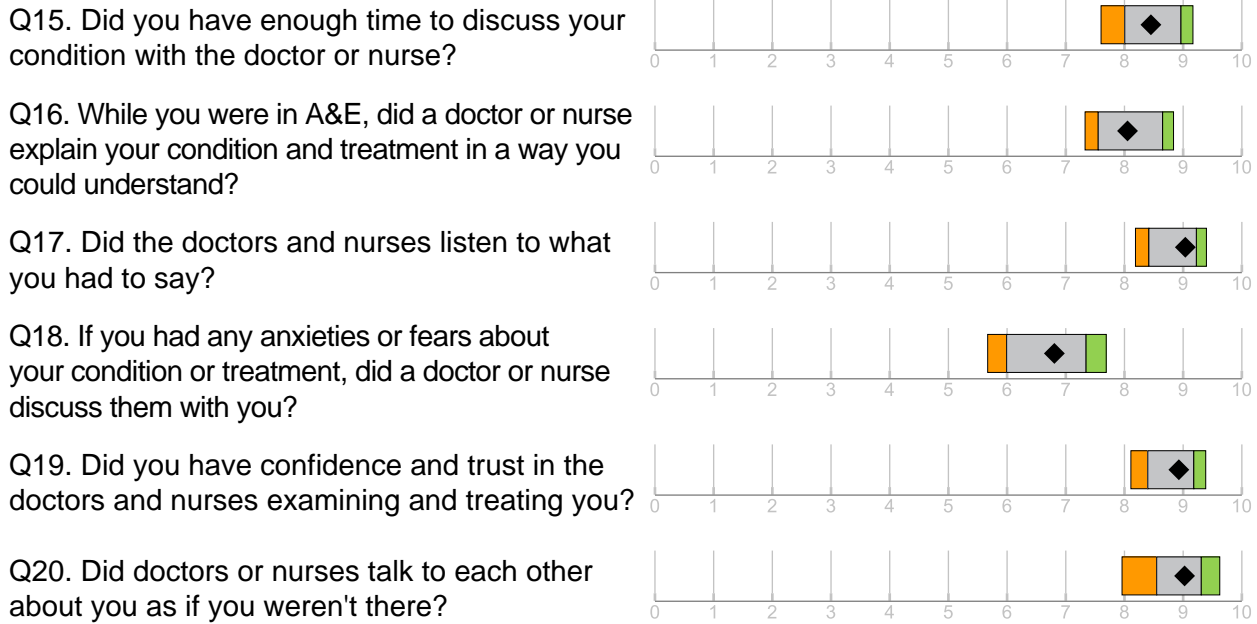 Q15. Did you have enough time to discuss your
condition with the doctor or nurse?
0 1 2 3 4 5 6 7 8 9 10
Q16. While you were in A&E, did a doctor or nurse
explain your condition and treatment in a way you
could understand?
0 1 2 3 4 5 6 7 8 9 10
Q17. Did the doctors and nurses listen to what
you had to say?
0 1 2 3 4 5 6 7 8 9 10
Q18. If you had any anxieties or fears about
your condition or treatment, did a doctor or nurse
discuss them with you?
0 1 2 3 4 5 6 7 8 9 10
Q19. Did you have confidence and trust in the
doctors and nurses examining and treating you?
0 1 2 3 4 5 6 7 8 9 10
Q20. Did doctors or nurses talk to each other
about you as if you weren't there?
0 1 2 3 4 5 6 7 8 9 10